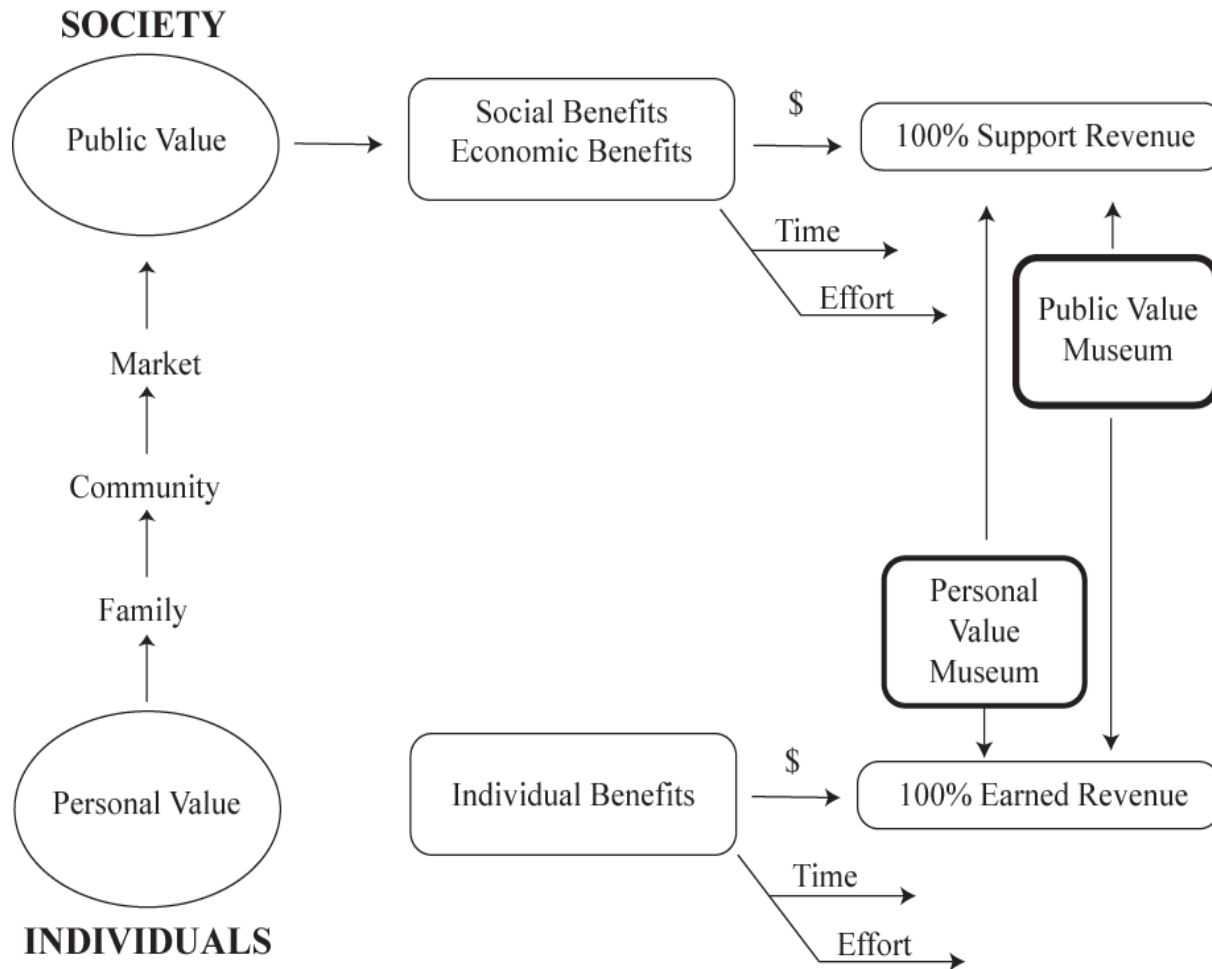 SOCIETY
Public Value
Social Benefits
Economic Benefits
$
100% Support Revenue
Time
Effort
Public Value
Museum
Market
Community
Family
Personal
Value
Museum
Personal Value
Individual Benefits
$
100% Earned Revenue
Time
Effort
INDIVIDUALS